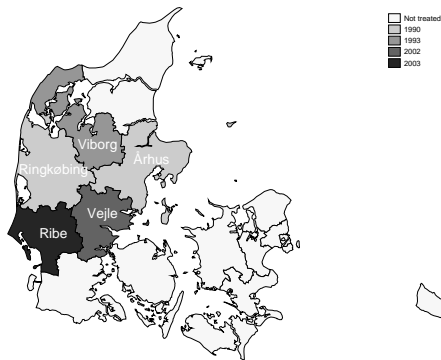 Not treated
1990
1993
2002
2003
Viborg
Århus
Ringkøbing
Vejle
Ribe